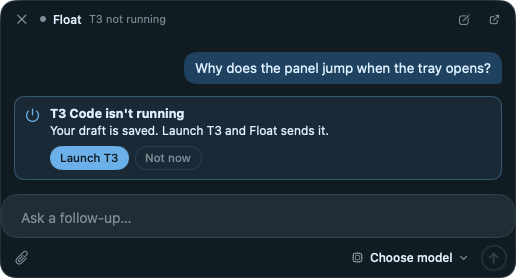 Float T3 not running
Why does the panel jump when the tray opens?
T3 Code isn't running
Your draft is saved. Launch T3 and Float sends it.
Launch T3 Not now
Ask a follow-up...
Choose model